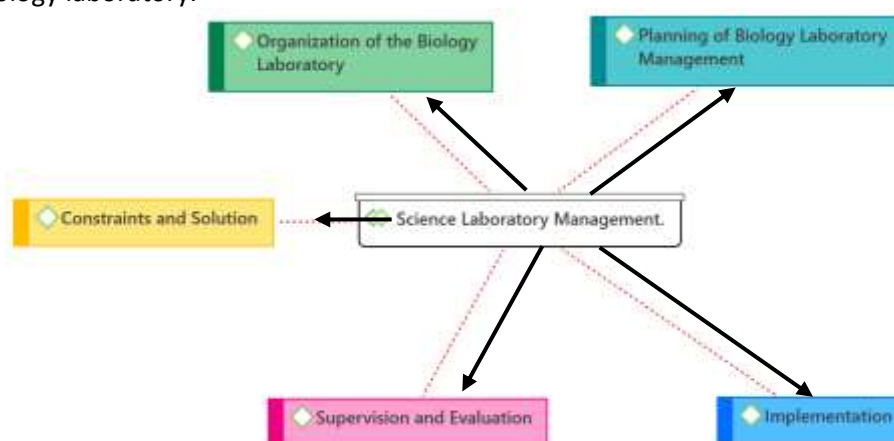 ology laboratory.
Organization of the Biology
Laboratory
Planning of Biology Laboratory
Management
Constraints and Solution
Science Laboratory Management.
Supervision and Evaluation
Implementation